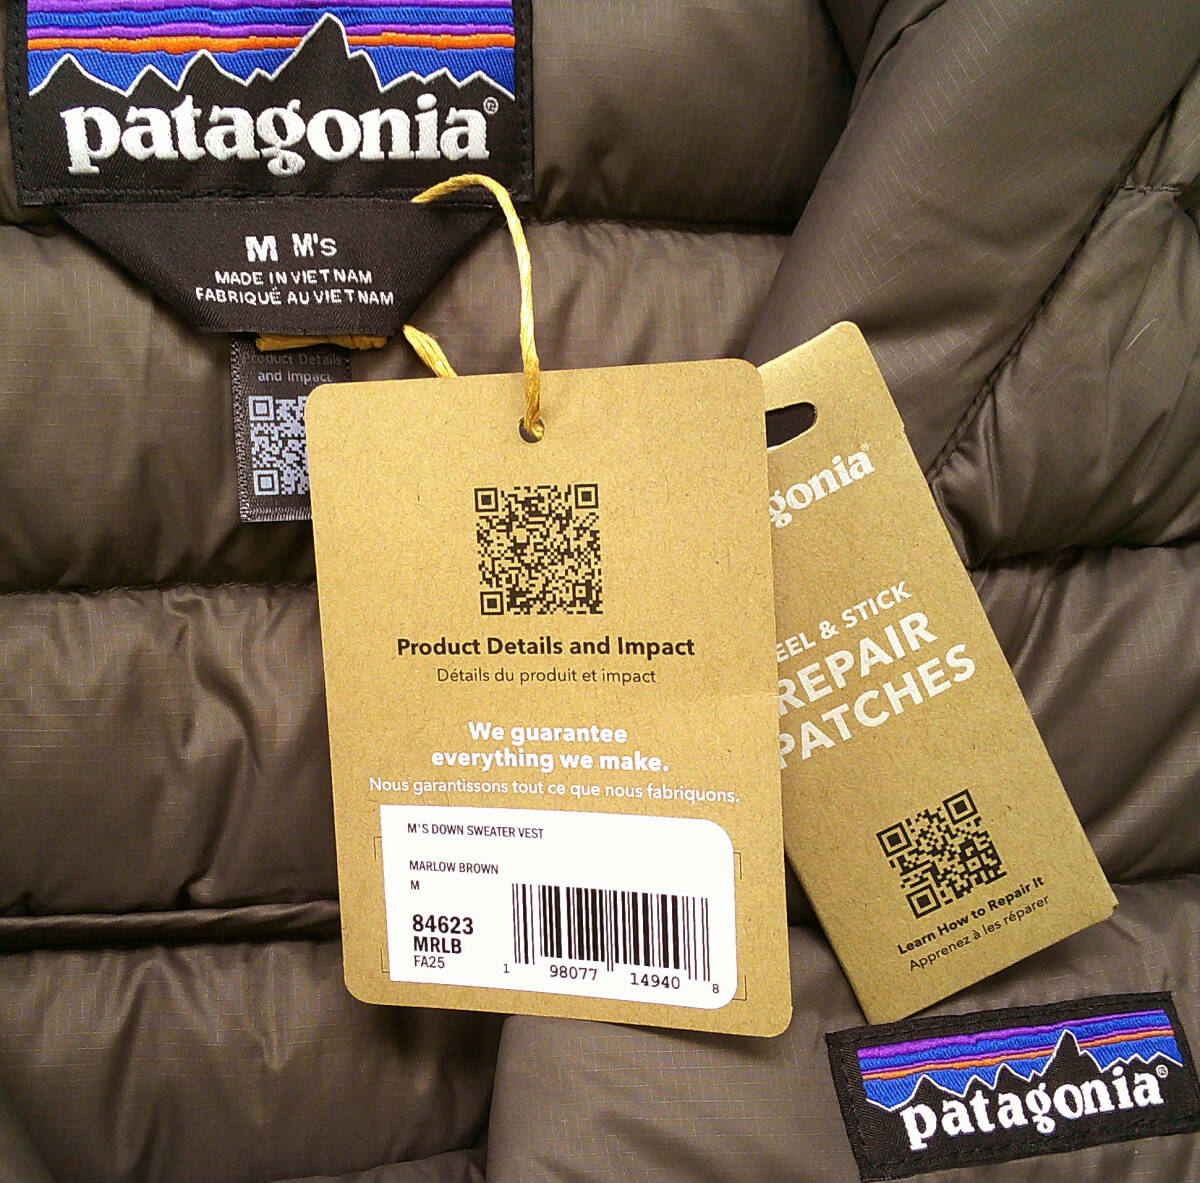 patagonia®
M M's
MADE IN VIETNAM
FABRIQUÉ AU VIETNAM
Product Details
and Impact
Product Details and Impact
Détails du produit et impact
We guarantee
everything we make.
Nous garantissons tout ce que nous fabriquons.
M'S DOWN SWEATER VEST
MARLOW BROWN
M
84623
MRLB
FA25
1 98077 14940 8
gonia®
EEL & STICK
REPAIR
PATCHES
Learn How to Repair It
Apprenez à les réparer
patagonia®